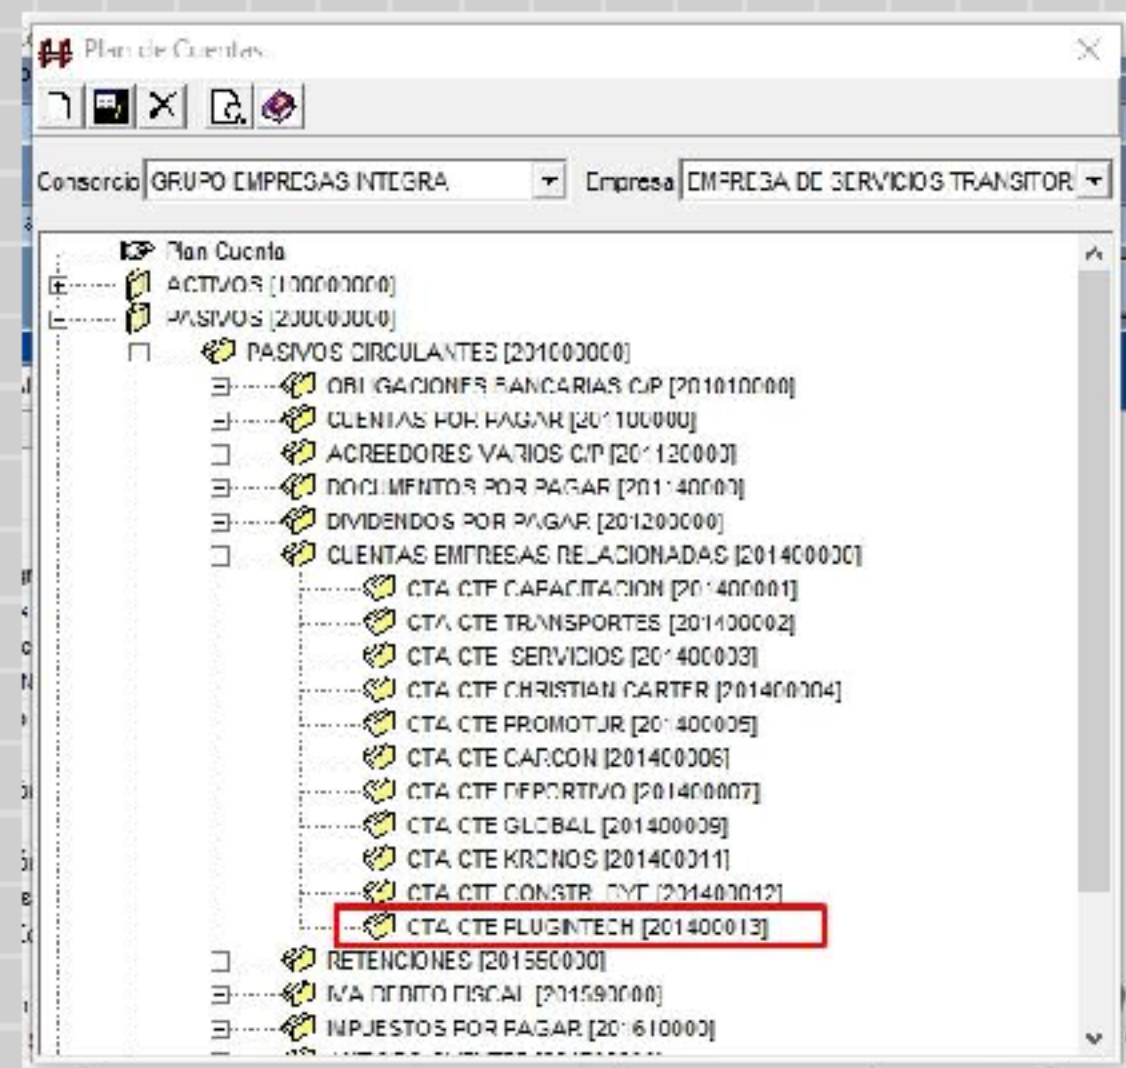 Plan de Cuentas
Consorcio GRUPO EMPRESAS INTEGRA Empresa EMPRESA DE SERVICIOS TRANSITOR
Plan Cuenta
ACTIVOS [100000000]
PASIVOS [200000000]
PASIVOS CIRCULANTES [201000000]
OBLIGACIONES BANCARIAS C/P [201010000]
CUENTAS POR PAGAR [201100000]
ACREEDORES VARIOS C/P [201120000]
DOCUMENTOS POR PAGAR [201140000]
DIVIDENDOS POR PAGAR [201200000]
CUENTAS EMPRESAS RELACIONADAS [201400000]
CTA CTE CAPACITACION [201400001]
CTA CTE TRANSPORTES [201400002]
CTA CTE SERVICIOS [201400003]
CTA CTE CHRISTIAN CARTER [201400004]
CTA CTE PROMOTUR [201400005]
CTA CTE CARCON [201400006]
CTA CTE DEPORTIVO [201400007]
CTA CTE GLOBAL [201400009]
CTA CTE KRONOS [201400011]
CTA CTE CONSTR. [201400012]
CTA CTE PLUGINTECH [201400013]
RETENCIONES [201550000]
IVA DEBITO FISCAL [201590000]
IMPUESTOS POR PAGAR [201610000]